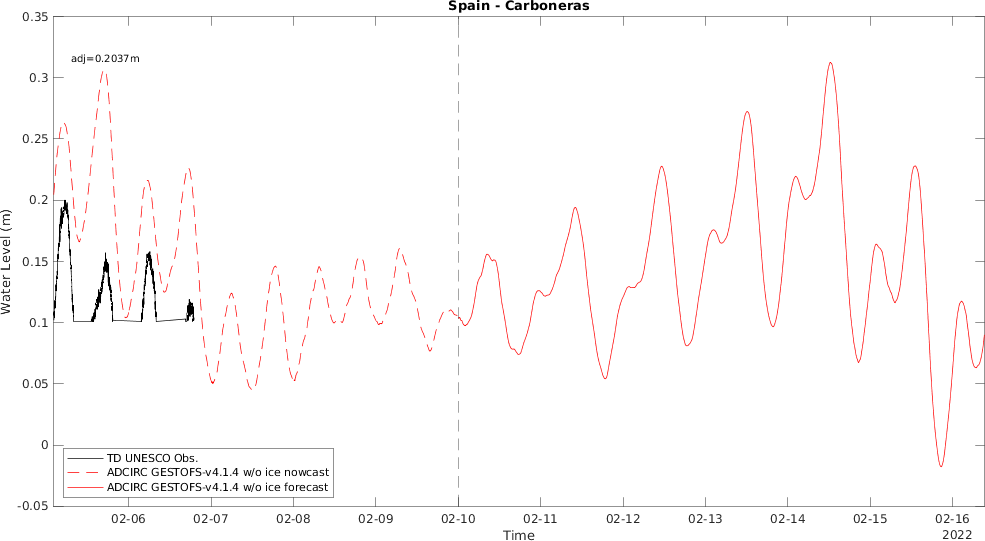 Spain - Carboneras
adj=0.2037m
0.35
0.3
0.25
0.2
0.15
0.1
0.05
0
-0.05
Water Level (m)
TD UNESCO Obs.
ADCIRC GESTOFS-v4.1.4 w/o ice nowcast
ADCIRC GESTOFS-v4.1.4 w/o ice forecast
02-06 02-07 02-08 02-09 02-10 02-11 02-12 02-13 02-14 02-15 02-16
Time
2022